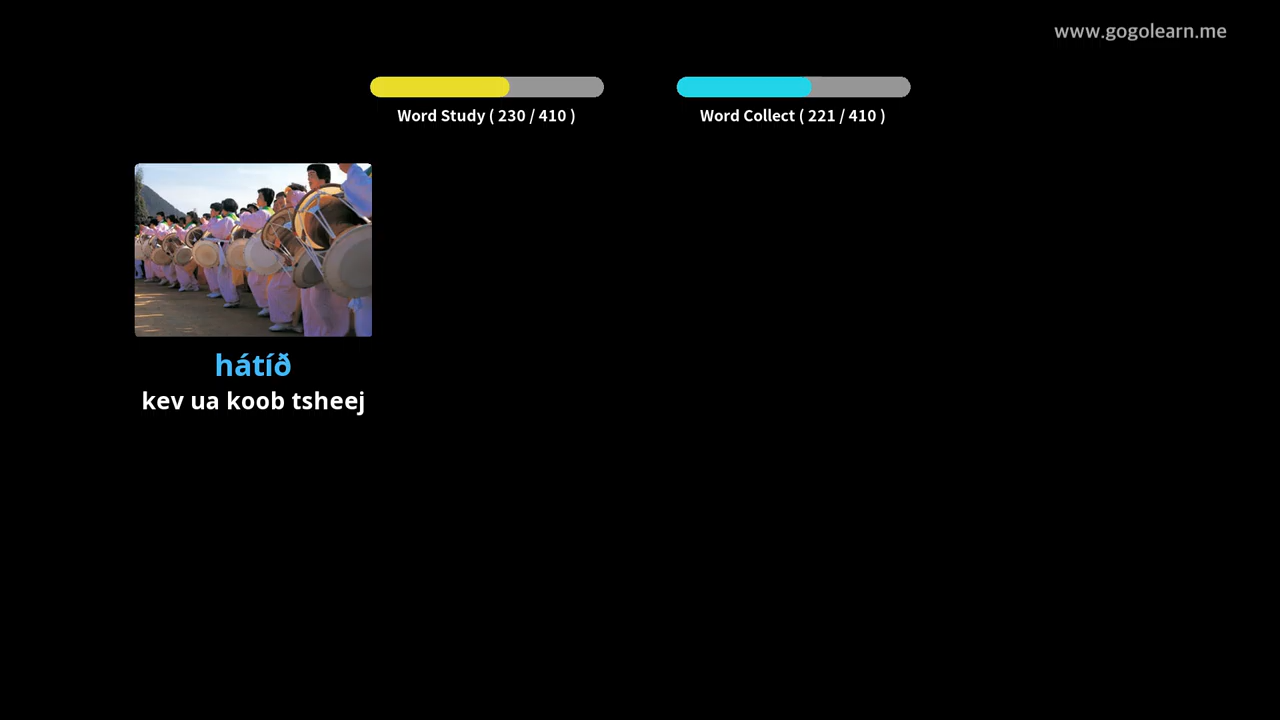 www.gogolearn.me
Word Study ( 230 / 410 )
Word Collect ( 221 / 410 )
hátíð
kev ua koob tsheej